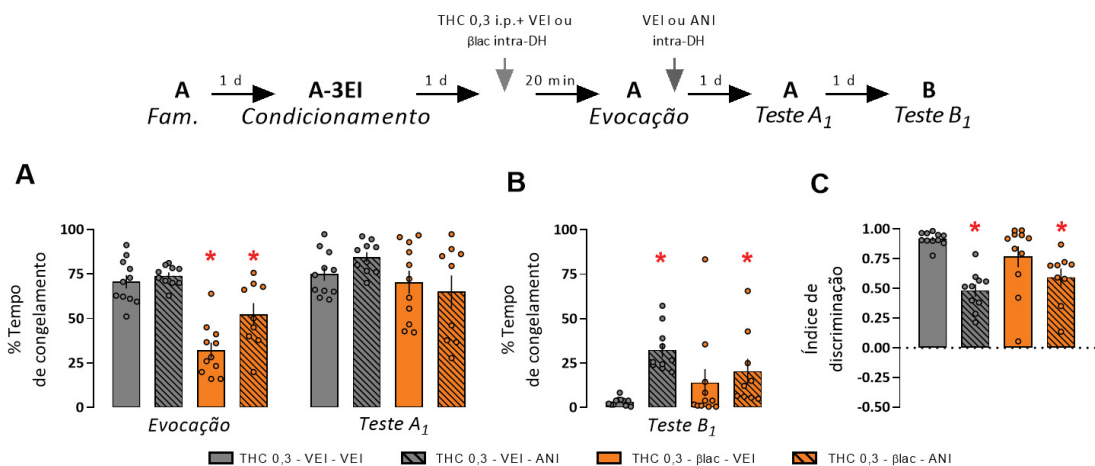 THC 0,3 i.p.+ VEI ou
βlac intra-DH
VEI ou ANI
intra-DH
A 1 d A-3EI 1 d 20 min A 1 d A 1 d B
Fam. Condicionamento Evocação Teste A1 Teste B1
A
% Tempo
de congelamento
100
75
50
25
0
* *
Evocação Teste A1
B
% Tempo
de congelamento
100
75
50
25
0
* *
Teste B1
C
Índice de
discriminação
1.00
0.75
0.50
0.25
0.00
-0.25
-0.50
* *
THC 0,3 - VEI - VEI THC 0,3 - VEI - ANI THC 0,3 - βlac - VEI THC 0,3 - βlac - ANI